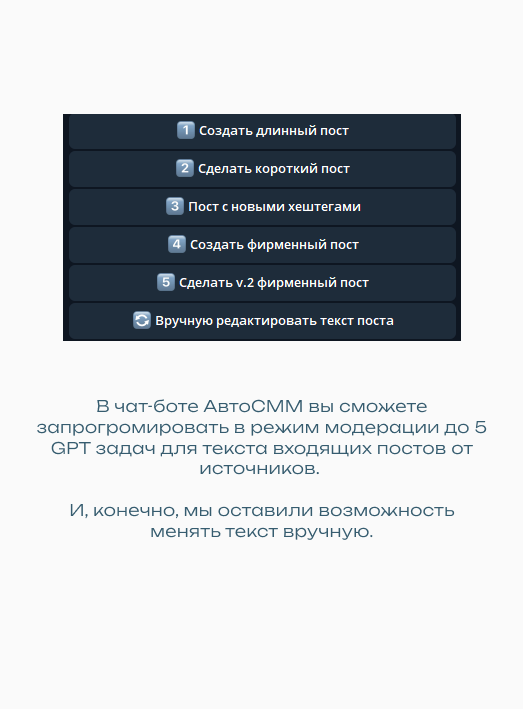 1 Создать длинный пост
2 Сделать короткий пост
3 Пост с новыми хештегами
4 Создать фирменный пост
5 Сделать v.2 фирменный пост
Вручную редактировать текст поста
В чат-боте АвтоСММ вы сможете
запрогромировать в режим модерации до 5
GPT задач для текста входящих постов от
источников.
И, конечно, мы оставили возможность
менять текст вручную.